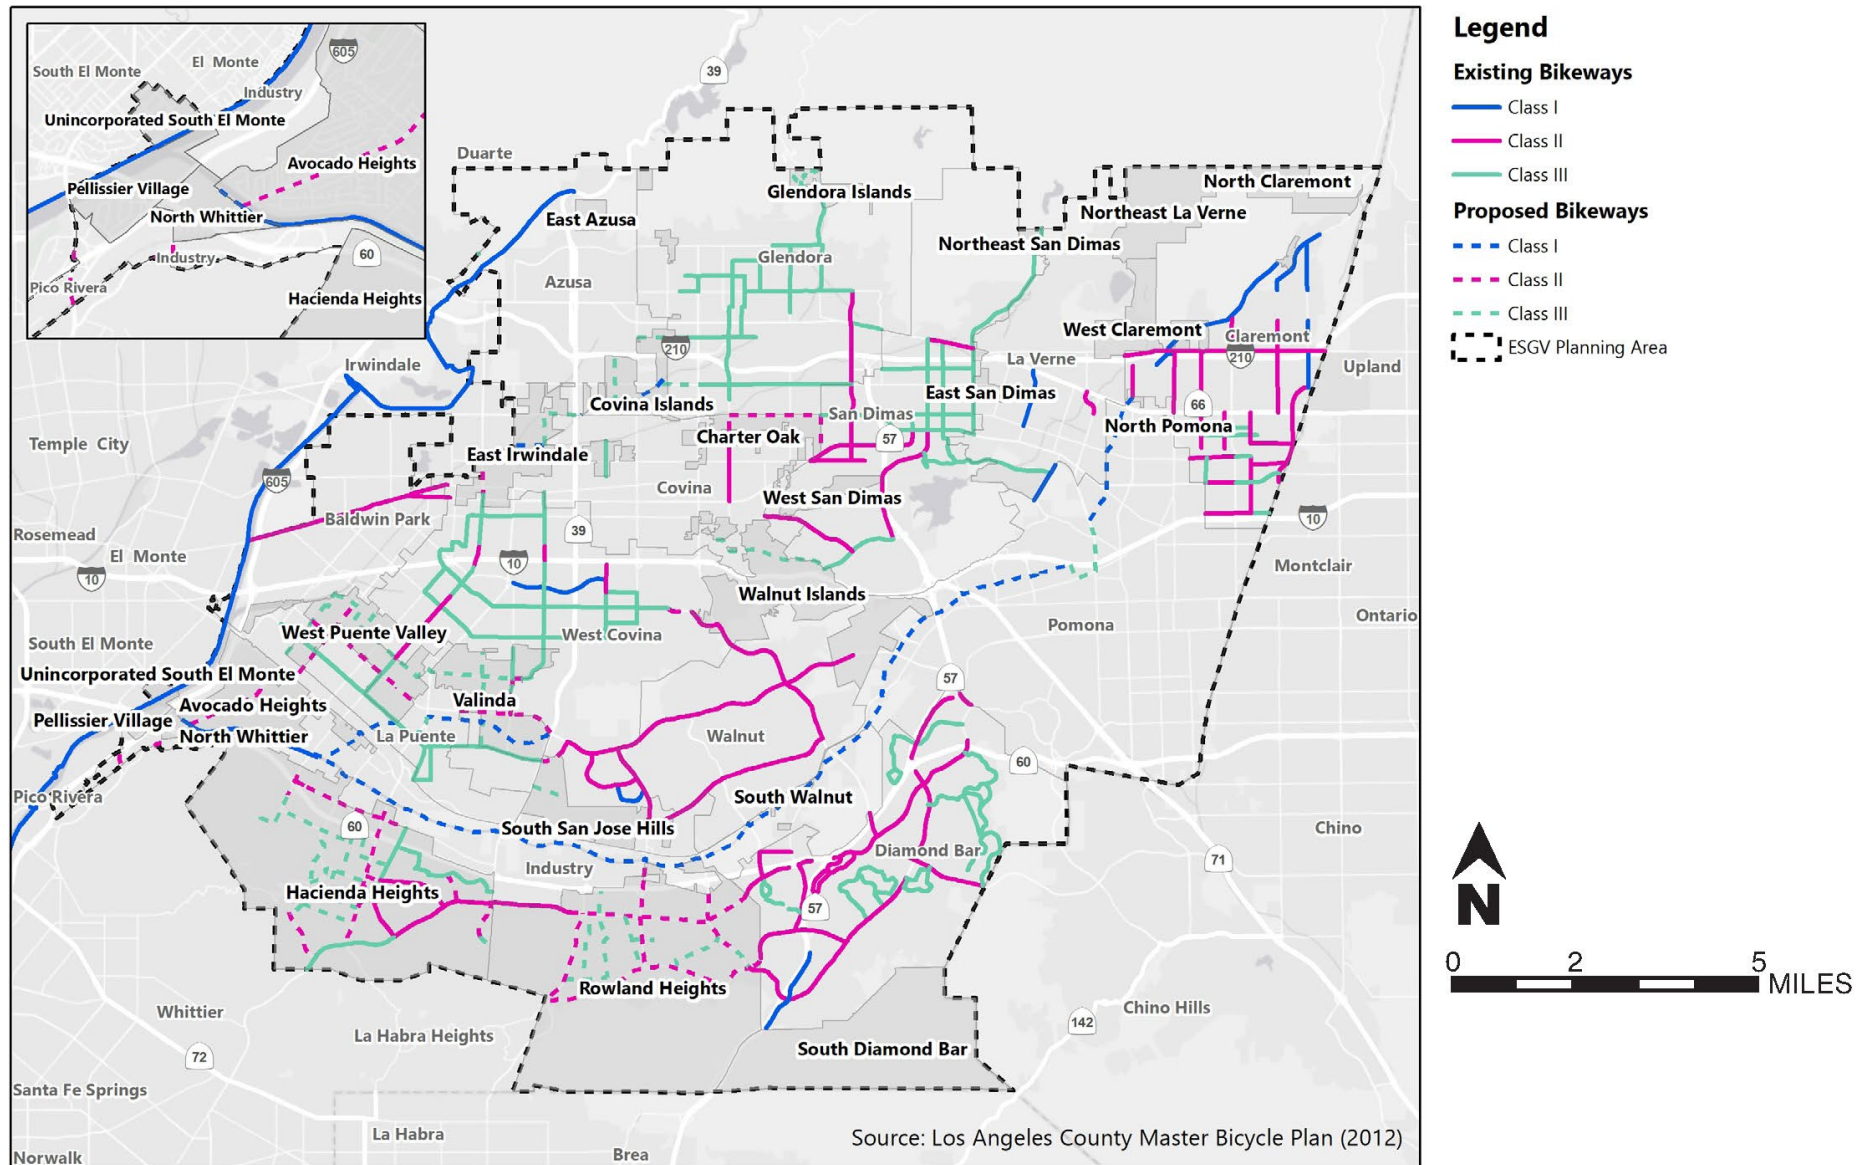 605
El Monte
South El Monte
Industry
Unincorporated South El Monte
Avocado Heights
Pellissier Village
North Whittier
60
Industry
Pico Rivera
Hacienda Heights
39
Duarte
Glendora Islands
North Claremont
East Azusa
Northeast La Verne
Northeast San Dimas
Glendora
Azusa
West Claremont
Claremont
210
210
La Verne
Irwindale
Upland
East San Dimas
Covina Islands
66
San Dimas
North Pomona
Charter Oak
57
Temple City
East Irwindale
605
Covina
West San Dimas
Baldwin Park
10
39
Rosemead
El Monte
10
Montclair
10
Walnut Islands
Ontario
Pomona
West Puente Valley
West Covina
South El Monte
Unincorporated South El Monte
57
Valinda
Avocado Heights
Pellissier Village
North Whittier
La Puente
Walnut
60
Pico Rivera
South Walnut
60
South San Jose Hills
Chino
Diamond Bar
71
Industry
Hacienda Heights
57
Rowland Heights
Chino Hills
Whittier
142
La Habra Heights
South Diamond Bar
72
Santa Fe Springs
La Habra
Source: Los Angeles County Master Bicycle Plan (2012)
Norwalk
Brea
Legend
Existing Bikeways
Class I
Class II
Class III
Proposed Bikeways
Class I
Class II
Class III
ESGV Planning Area
N
0 2 5
MILES